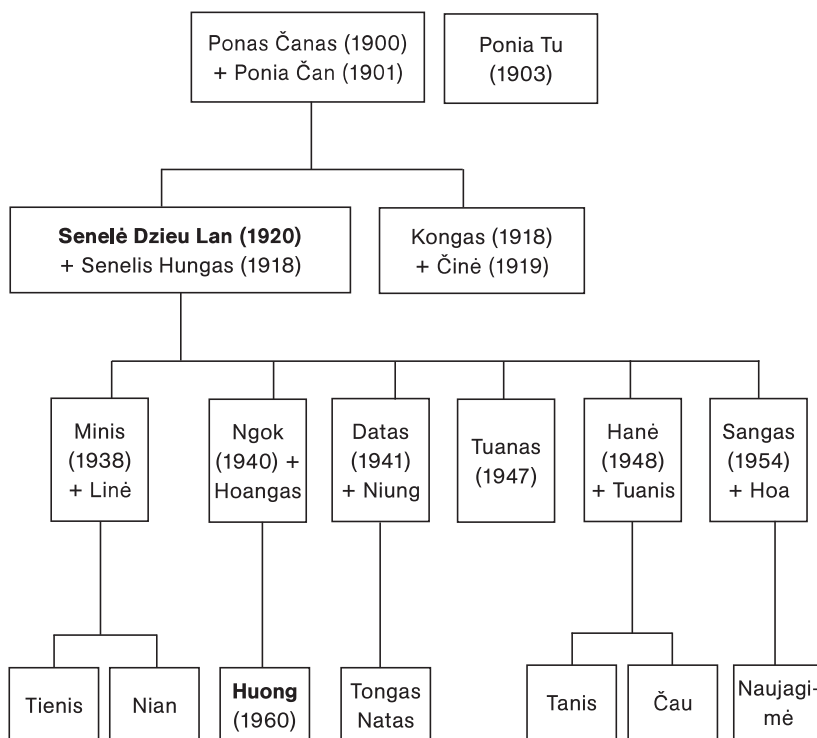 Ponas Čanas (1900)
+ Ponia Čan (1901)
Ponia Tu
(1903)
Senelė Dzieu Lan (1920)
+ Senelis Hungas (1918)
Kongas (1918)
+ Činė (1919)
Minis
(1938)
+ Linė
Ngok
(1940) +
Hoangas
Datas
(1941)
+ Niung
Tuanas
(1947)
Hanė
(1948)
+ Tuanis
Sangas
(1954)
+ Hoa
Tienis
Nian
Huong
(1960)
Tongas
Natas
Tanis
Čau
Naujagi-
mė